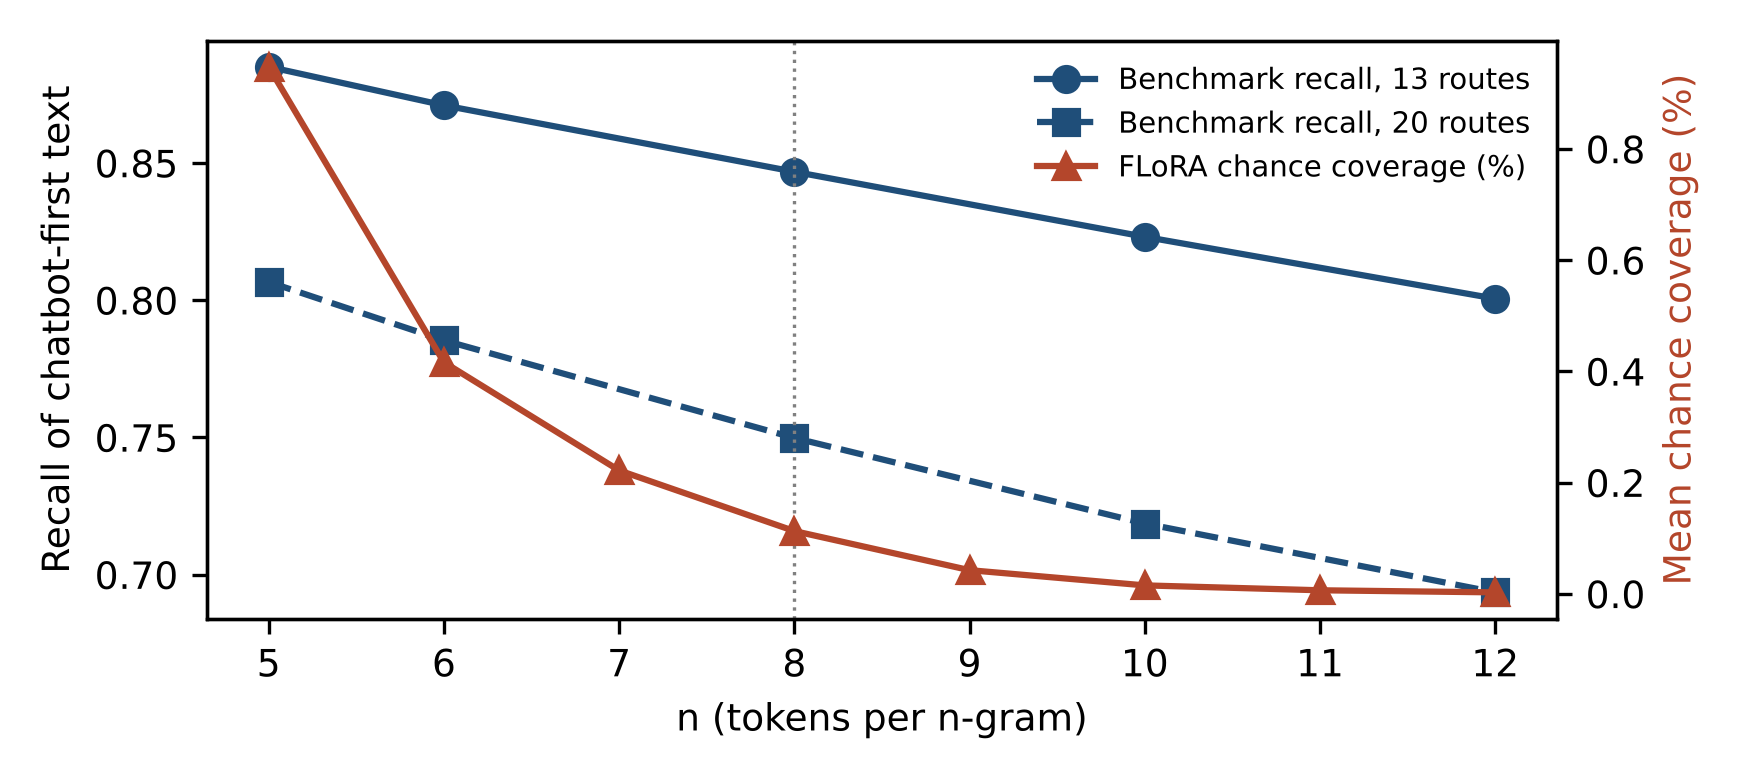 Benchmark recall, 13 routes
Benchmark recall, 20 routes
FLoRA chance coverage (%)
Recall of chatbot-first text
0.85
0.80
0.75
0.70
Mean chance coverage (%)
0.8
0.6
0.4
0.2
0.0
5 6 7 8 9 10 11 12
n (tokens per n-gram)